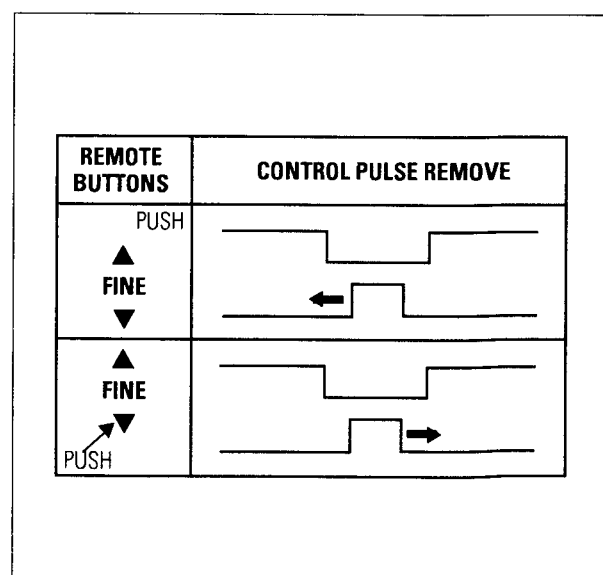 REMOTE
BUTTONS
CONTROL PULSE REMOVE
PUSH
▲
FINE
▼
▲
FINE
▼
PUSH